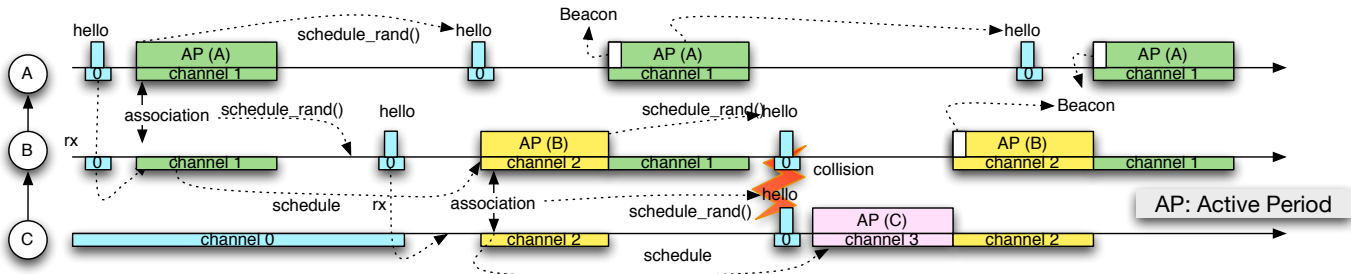 hello
schedule_rand()
Beacon
hello
AP (A)
AP (A)
AP (A)
A
0
channel 1
0
channel 1
0
channel 1
association
schedule_rand()
hello
schedule_rand()
hello
Beacon
rx
B
AP (B)
AP (B)
0
channel 1
0
channel 2
channel 1
0
channel 2
channel 1
collision
schedule
rx
association
hello
schedule_rand()
AP (C)
AP: Active Period
C
channel 0
channel 2
0
channel 3
channel 2
schedule